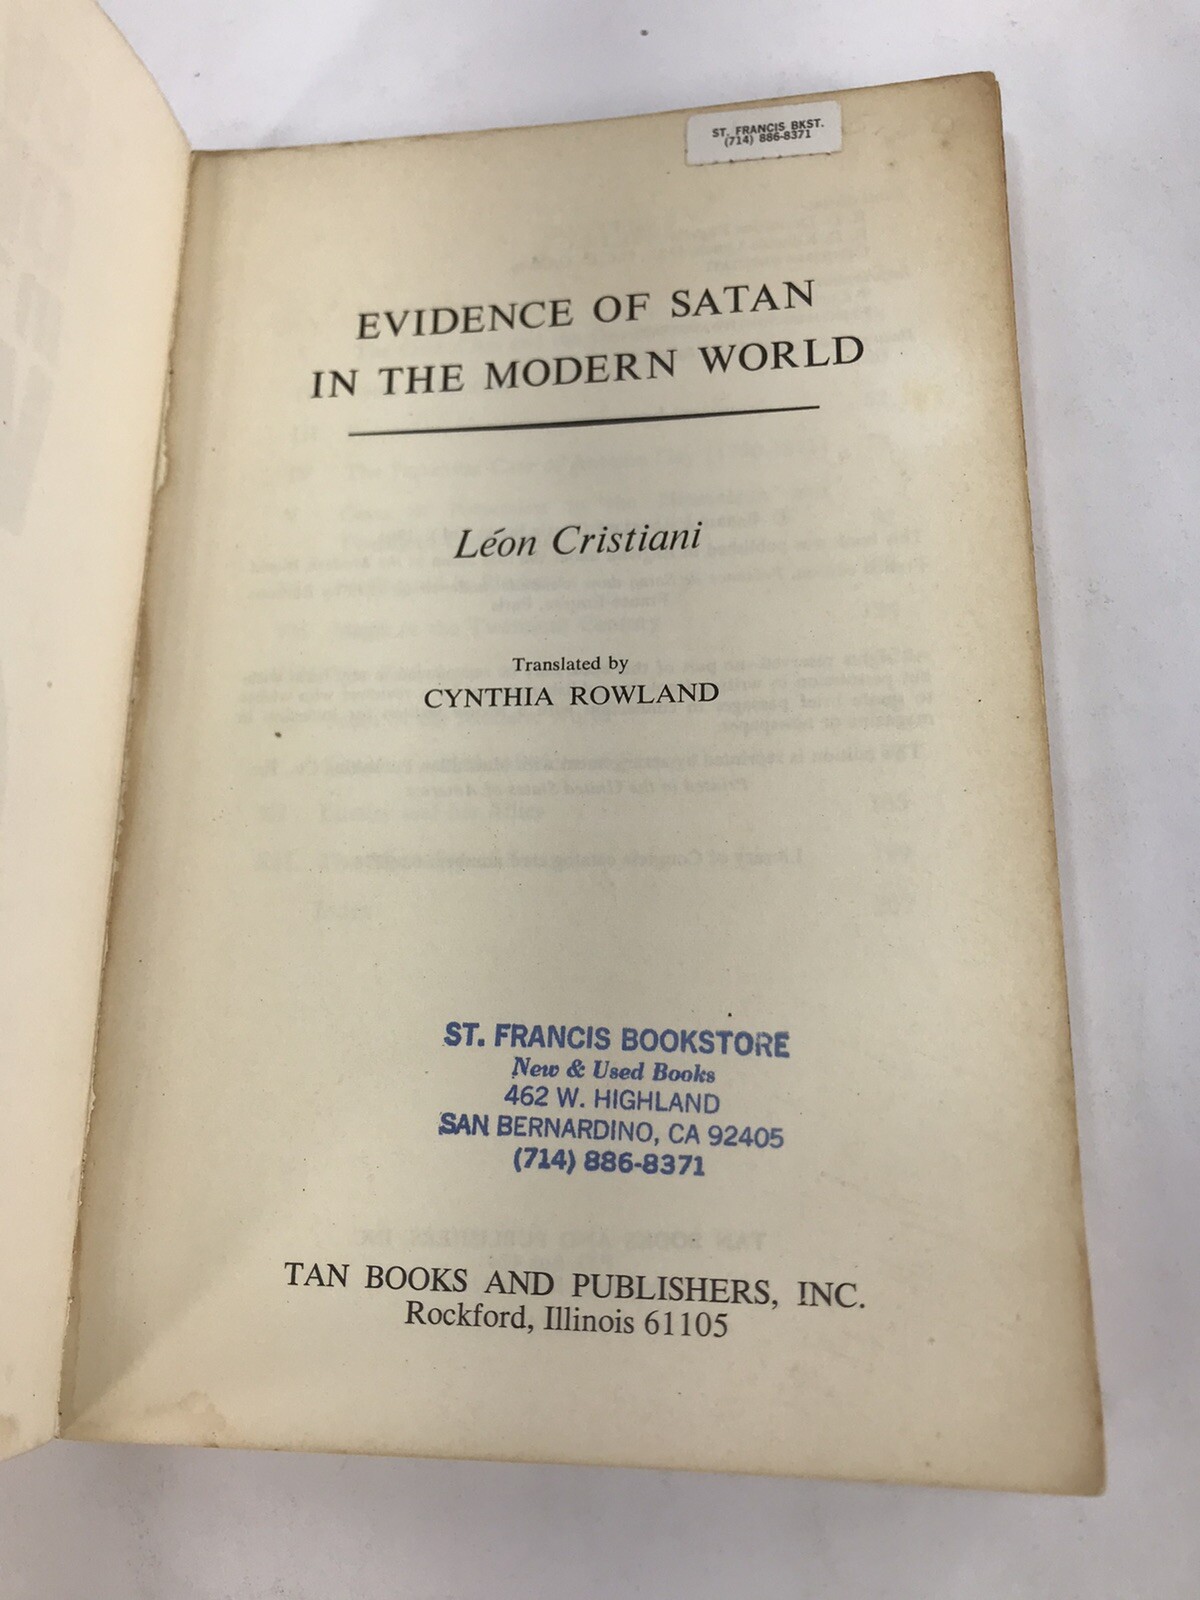 ST. FRANCIS BKST.
(714) 886-8371
EVIDENCE OF SATAN
IN THE MODERN WORLD
Léon Cristiani
Translated by
CYNTHIA ROWLAND
ST. FRANCIS BOOKSTORE
New & Used Books
462 W. HIGHLAND
SAN BERNARDINO, CA 92405
(714) 886-8371
TAN BOOKS AND PUBLISHERS, INC.
Rockford, Illinois 61105